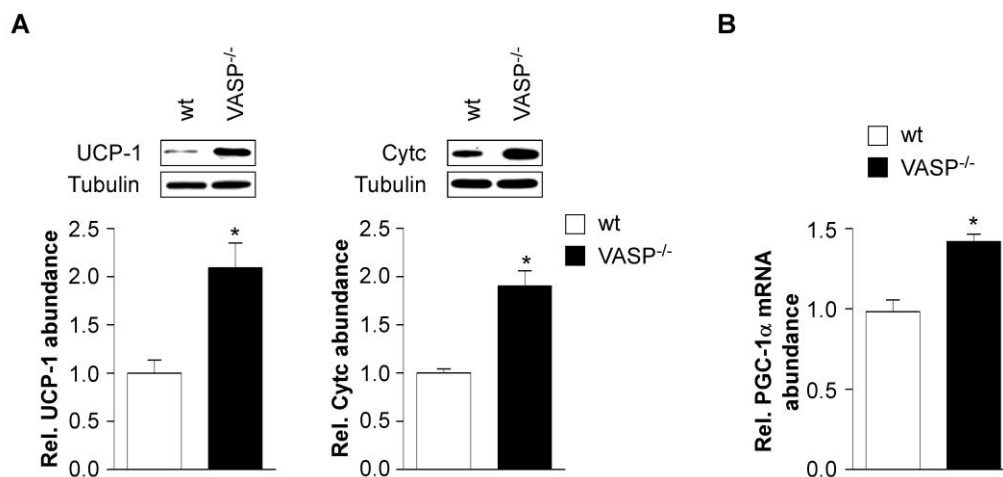 A
wt
VASP-/-
UCP-1
Tubulin
Rel. UCP-1 abundance
2.5
2.0
1.5
1.0
0.5
0.0
*
wt
VASP-/-
Cytc
Tubulin
Rel. Cytc abundance
2.5
2.0
1.5
1.0
0.5
0.0
*
wt
VASP-/-
B
wt
VASP-/-
Rel. PGC-1α mRNA
abundance
1.5
1.0
0.5
0.0
*